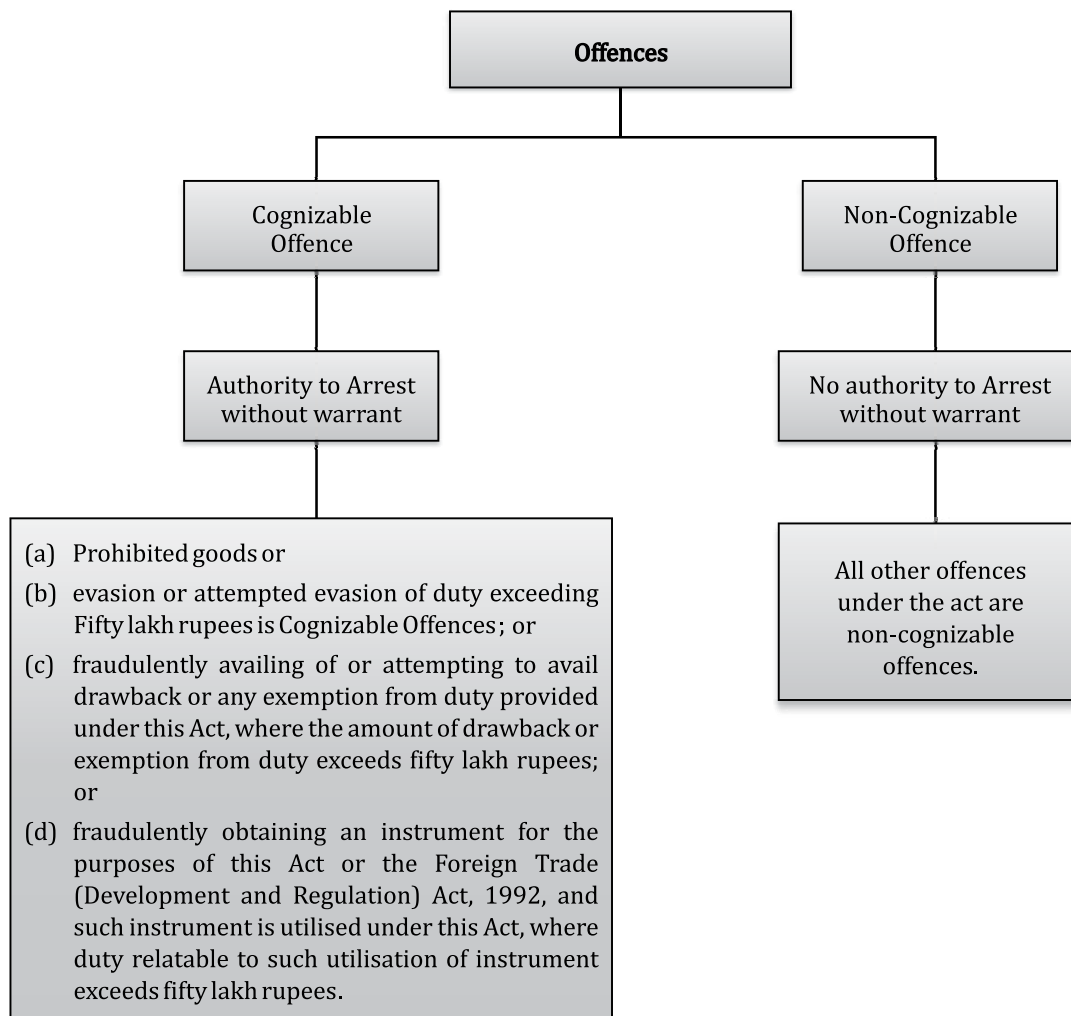 Offences
Cognizable
Offence
Non-Cognizable
Offence
Authority to Arrest
without warrant
No authority to Arrest
without warrant
(a) Prohibited goods or
(b) evasion or attempted evasion of duty exceeding
Fifty lakh rupees is Cognizable Offences; or
(c) fraudulently availing of or attempting to avail
drawback or any exemption from duty provided
under this Act, where the amount of drawback or
exemption from duty exceeds fifty lakh rupees;
or
(d) fraudulently obtaining an instrument for the
purposes of this Act or the Foreign Trade
(Development and Regulation) Act, 1992, and
such instrument is utilised under this Act, where
duty relatable to such utilisation of instrument
exceeds fifty lakh rupees.
All other offences
under the act are
non-cognizable
offences.